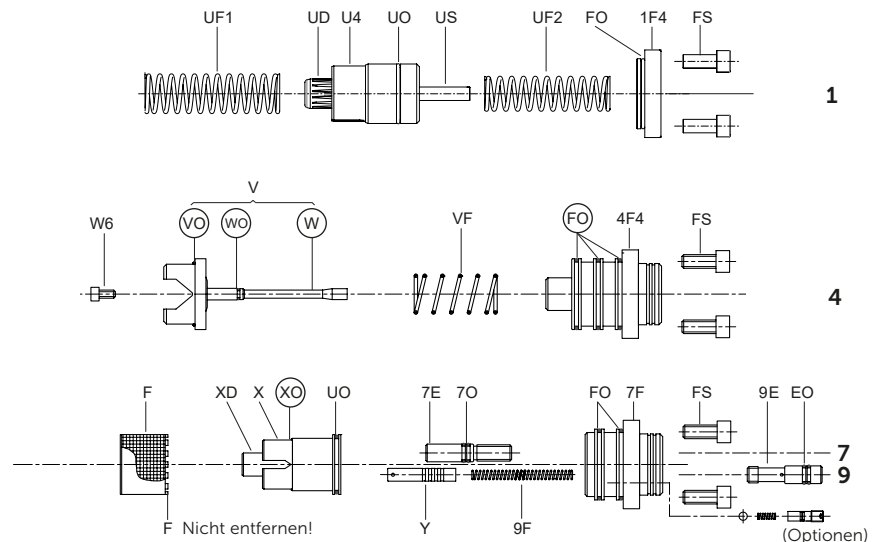 UF1 UD U4 UO US UF2 FO 1F4 FS
1
V
W6 VO WO W VF FO 4F4 FS
4
F XD X XO UO 7E 7O FO 7F FS 9E EO
7
9
F Nicht entfernen! Y 9F
(Optionen)